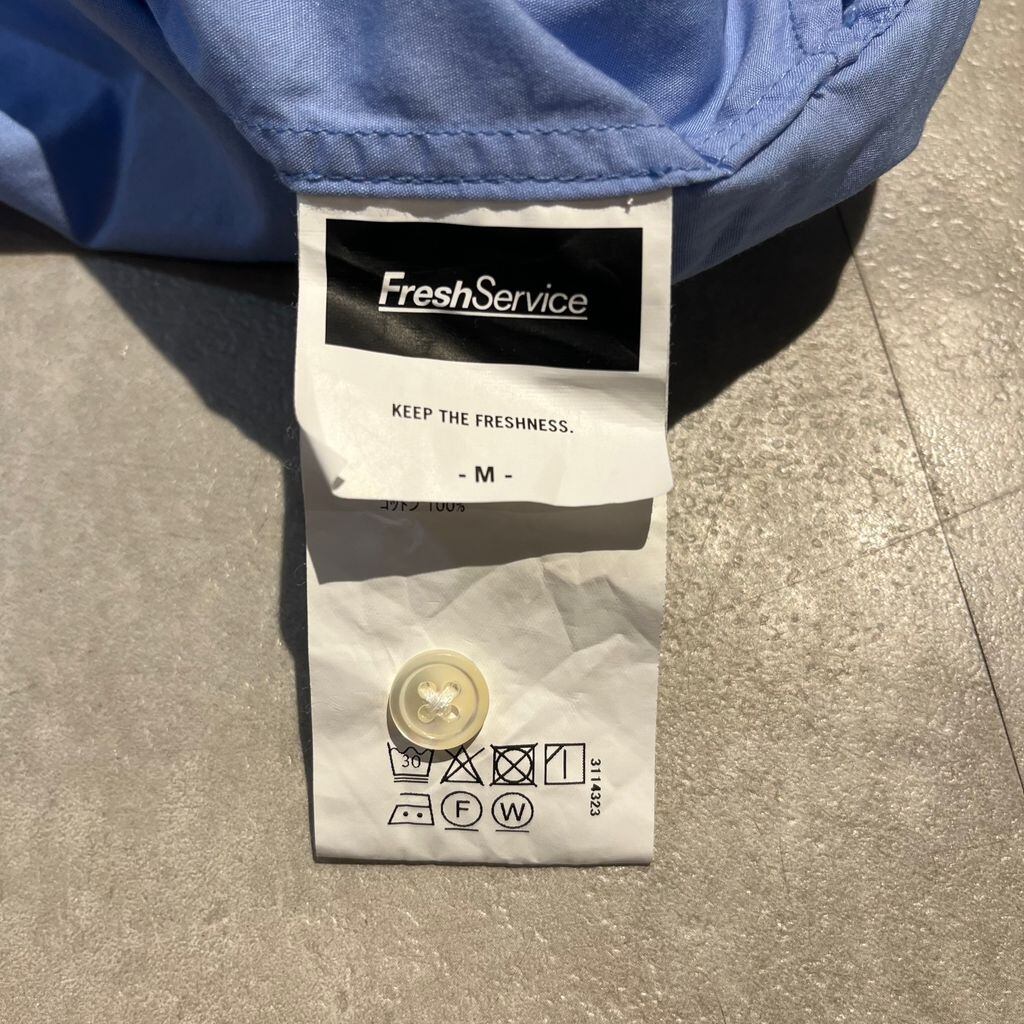 FreshService
KEEP THE FRESHNESS.
- M -
コットン 100%
30
3114323
F W